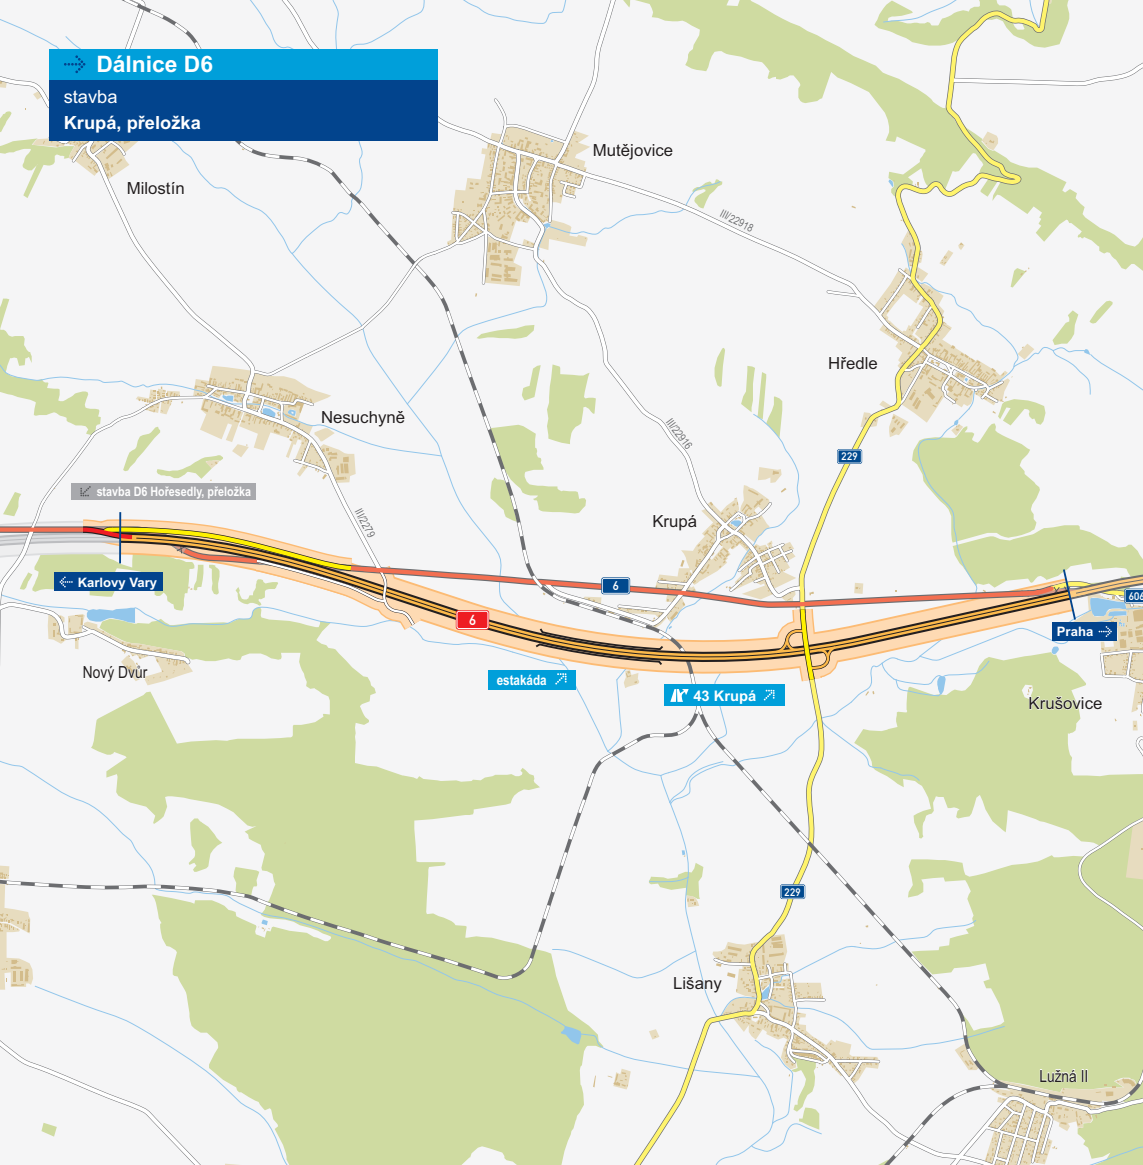 Dálnice D6
stavba
Krupá, přeložka
Mutějovice
Milostín
III/22918
Hředle
Nesuchyně
III/22916
229
stavba D6 Hořesedly, přeložka
III/2279
Krupá
Karlovy Vary
6
606
6
Praha
Nový Dvůr
estakáda
43 Krupá
Krušovice
229
Lišany
Lužná II